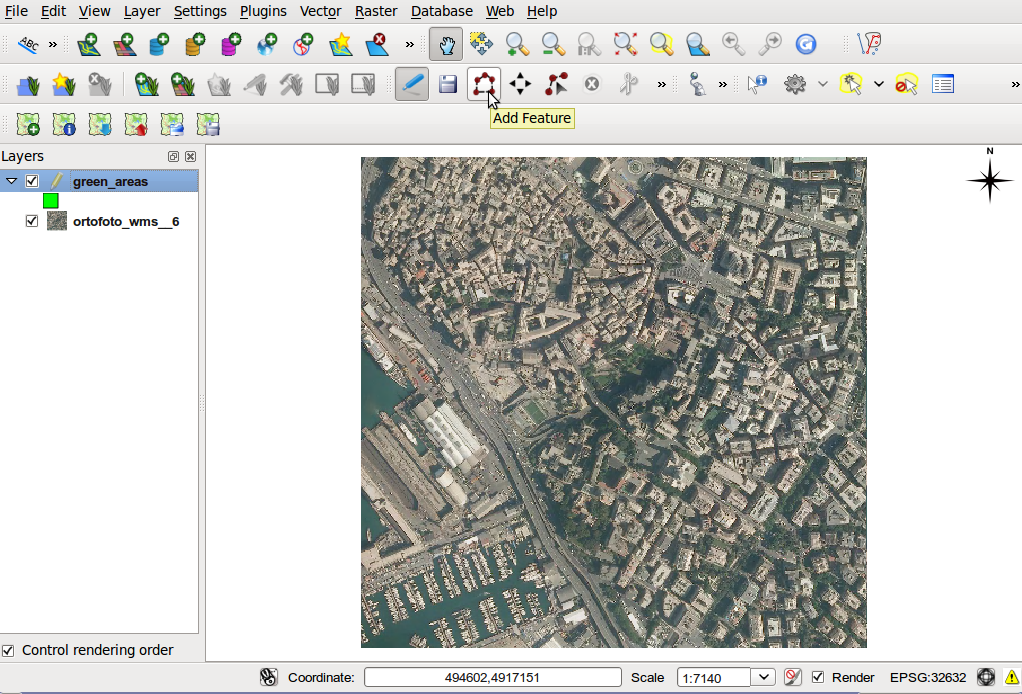 File Edit View Layer Settings Plugins Vector Raster Database Web Help
ABC
Add Feature
Layers
green_areas
ortofoto_wms__6
N
Control rendering order
Coordinate: 494602,4917151 Scale 1:7140 Render EPSG:32632